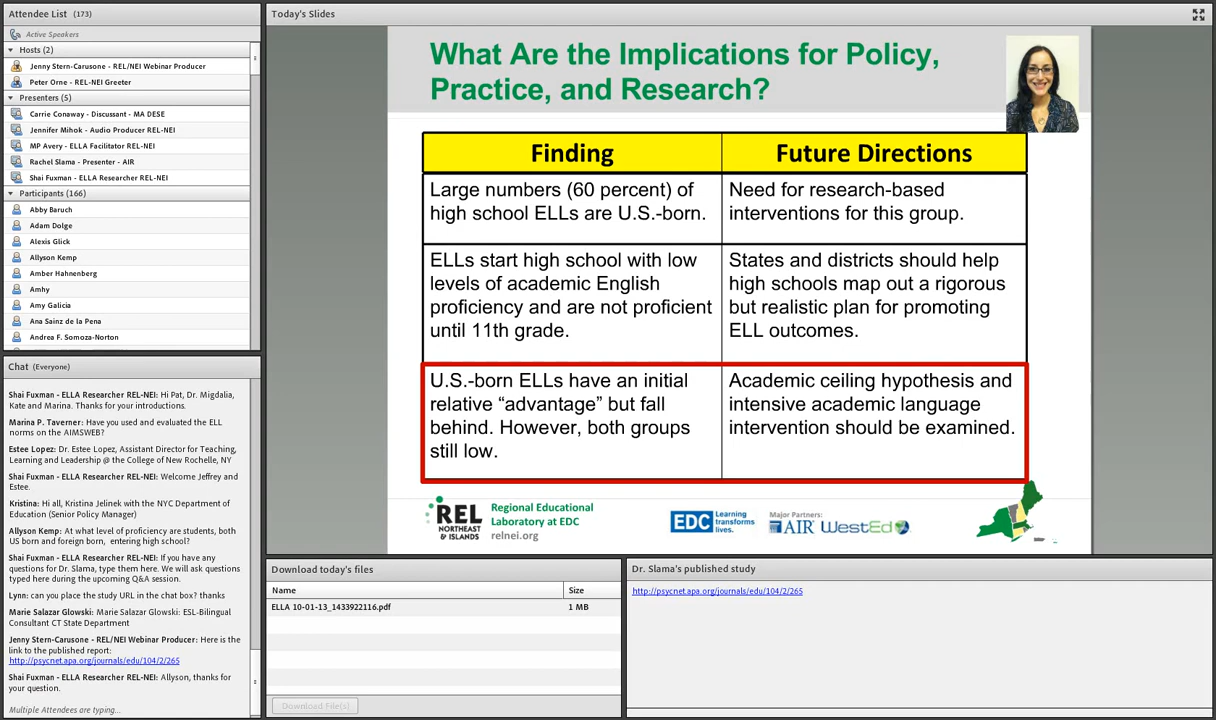 Attendee List (173)
Active Speakers
Hosts (2)
Jenny Stern-Carusone - REL/NEI Webinar Producer
Peter Orne - REL-NEI Greeter
Presenters (5)
Carrie Conaway - Discussant - MA DESE
Jennifer Mihok - Audio Producer REL-NEI
MP Avery - ELLA Facilitator REL-NEI
Rachel Slama - Presenter - AIR
Shai Fuxman - ELLA Researcher REL-NEI
Participants (166)
Abby Baruch
Adam Dolge
Alexis Glick
Allyson Kemp
Amber Hahnenberg
Amhy
Amy Galicia
Ana Sainz de la Pena
Andrea F. Somoza-Norton
Chat (Everyone)
Shai Fuxman - ELLA Researcher REL-NEI: Hi Pat, Dr. Migdalia,
Kate and Marina. Thanks for your introductions.
Marina P. Taverner: Have you used and evaluated the ELL
norms on the AIMSWEB?
Estee Lopez: Dr. Estee Lopez, Assistant Director for Teaching,
Learning and Leadership @ the College of New Rochelle, NY
Shai Fuxman - ELLA Researcher REL-NEI: Welcome Jeffrey and
Estee.
Kristina: Hi all, Kristina Jelinek with the NYC Department of
Education (Senior Policy Manager)
Allyson Kemp: At what level of proficiency are students, both
US born and foreign born, entering high school?
Shai Fuxman - ELLA Researcher REL-NEI: If you have any
questions for Dr. Slama, type them here. We will ask questions
typed here during the upcoming Q&A session.
Lynn: can you place the study URL in the chat box? thanks
Marie Salazar Glowski: Marie Salazar Glowski: ESL-Bilingual
Consultant CT State Department
Jenny Stern-Carusone - REL/NEI Webinar Producer: Here is the
link to the published report:
http://psycnet.apa.org/journals/edu/104/2/265
Shai Fuxman - ELLA Researcher REL-NEI: Allyson, thanks for
your question.
Multiple Attendees are typing...
Today's Slides
What Are the Implications for Policy,
Practice, and Research?
Finding
Future Directions
Large numbers (60 percent) of
high school ELLs are U.S.-born.
Need for research-based
interventions for this group.
ELLs start high school with low
levels of academic English
proficiency and are not proficient
until 11th grade.
States and districts should help
high schools map out a rigorous
but realistic plan for promoting
ELL outcomes.
U.S.-born ELLs have an initial
relative “advantage” but fall
behind. However, both groups
still low.
Academic ceiling hypothesis and
intensive academic language
intervention should be examined.
REL
NORTHEAST
& ISLANDS
Regional Educational
Laboratory at EDC
relnei.org
EDC Learning
transforms
lives.
Major Partners:
AIR WestEd
Download today's files
Name Size
ELLA 10-01-13_1433922116.pdf 1 MB
Download File(s)
Dr. Slama's published study
http://psycnet.apa.org/journals/edu/104/2/265